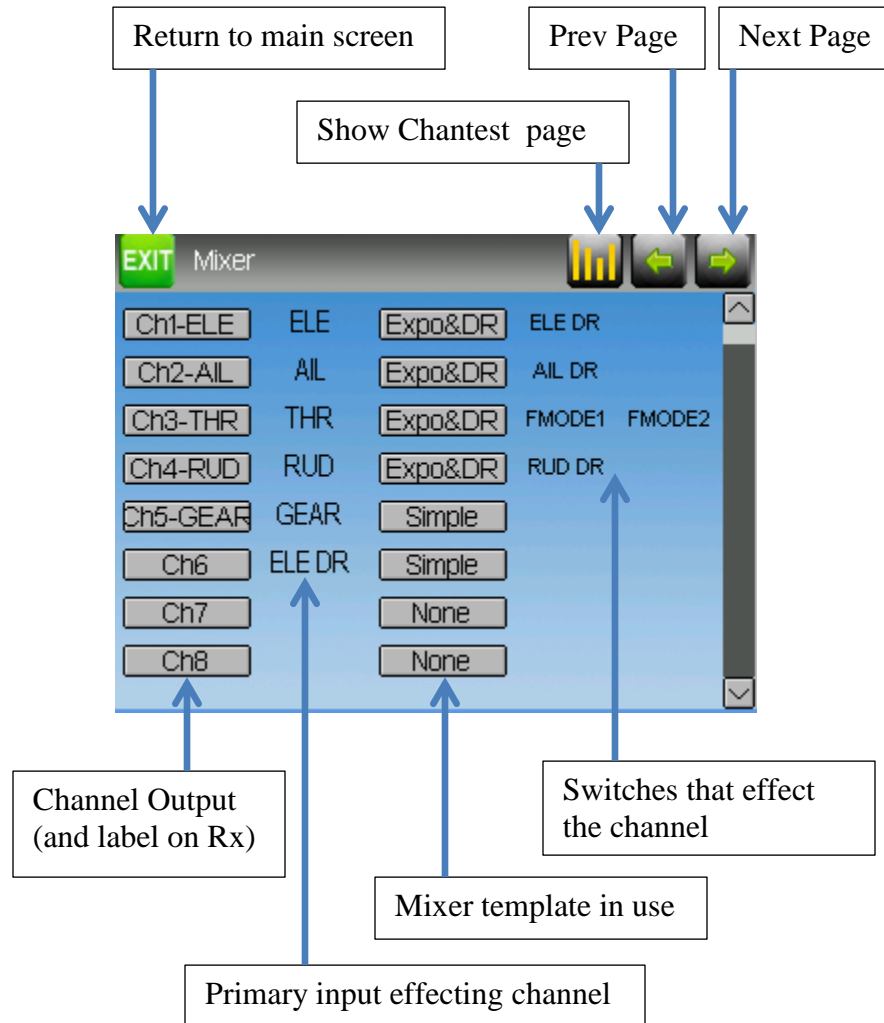 Return to main screen
Prev Page
Next Page
Show Chantest page
EXIT Mixer
Ch1-ELE ELE Expo&DR ELE DR
Ch2-AIL AIL Expo&DR AIL DR
Ch3-THR THR Expo&DR FMODE1 FMODE2
Ch4-RUD RUD Expo&DR RUD DR
Ch5-GEAR GEAR Simple
Ch6 ELE DR Simple
Ch7 None
Ch8 None
Channel Output
(and label on Rx)
Switches that effect
the channel
Mixer template in use
Primary input effecting channel